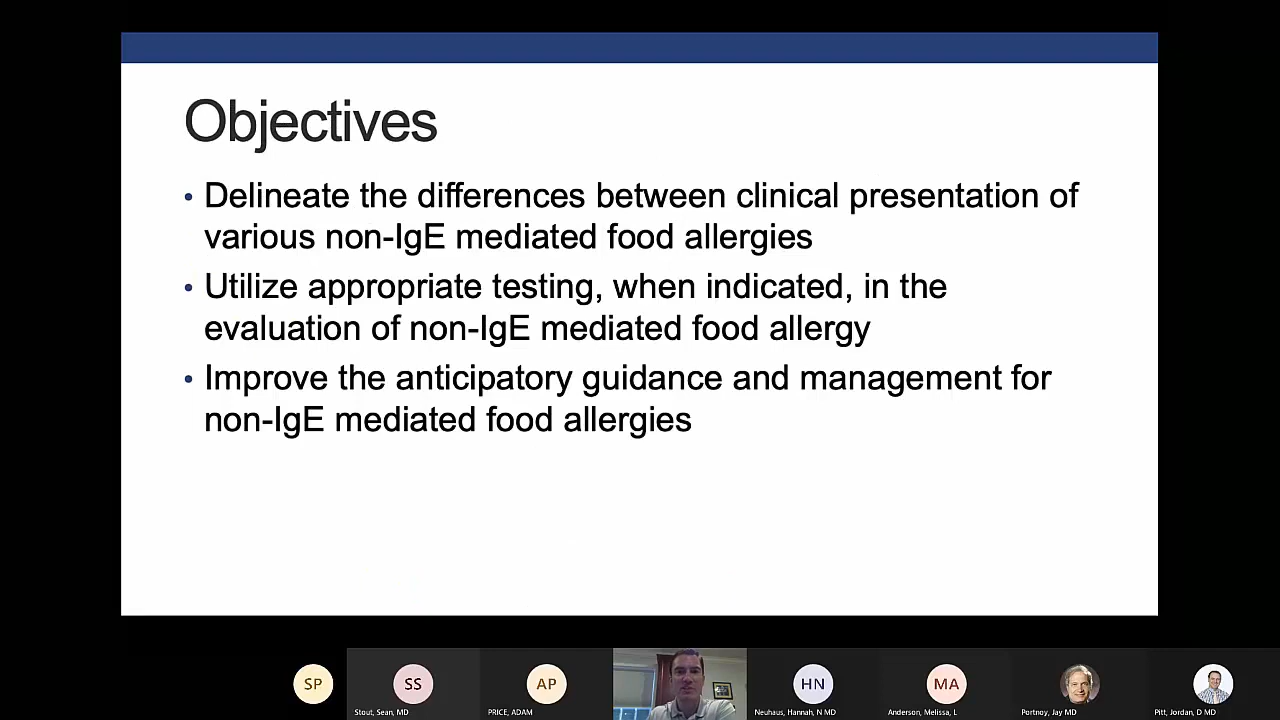 Objectives
• Delineate the differences between clinical presentation of
various non-IgE mediated food allergies
• Utilize appropriate testing, when indicated, in the
evaluation of non-IgE mediated food allergy
• Improve the anticipatory guidance and management for
non-IgE mediated food allergies
SP
SS
AP
HN
MA
Stout, Sean, MD
PRICE, ADAM
Neuhaus, Hannah, N MD
Anderson, Melissa, L
Portnoy, Jay MD
Pitt, Jordan, D MD